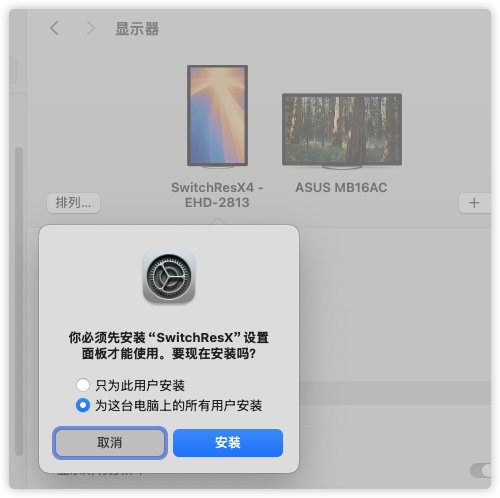 显示器
SwitchResX4 -
EHD-2813
ASUS MB16AC
排列...
你必须先安装“SwitchResX”设置
面板才能使用。要现在安装吗？
只为此用户安装
为这台电脑上的所有用户安装
取消
安装